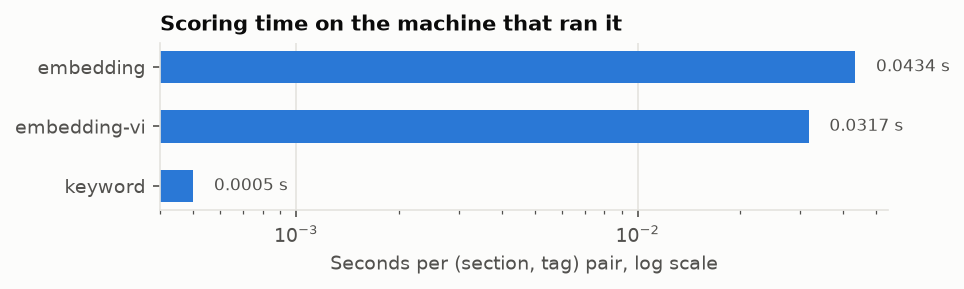 Scoring time on the machine that ran it
embedding
0.0434 s
embedding-vi
0.0317 s
keyword
0.0005 s
10⁻³
10⁻²
Seconds per (section, tag) pair, log scale